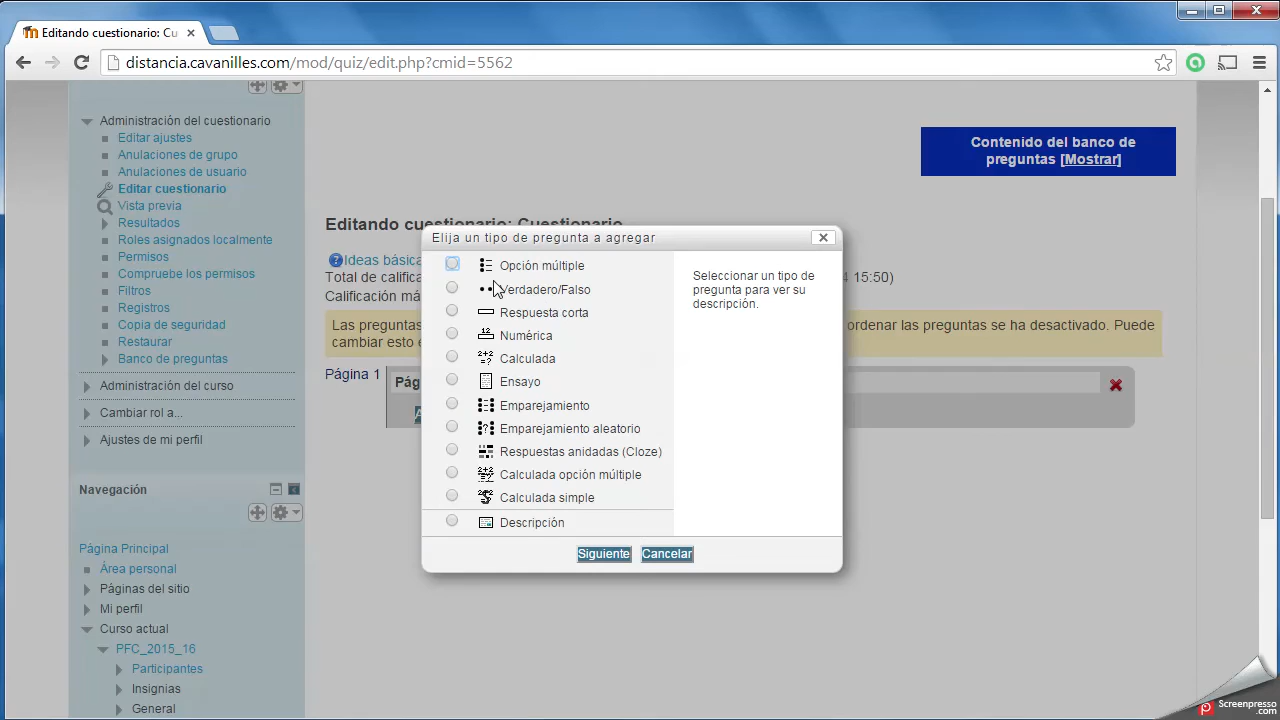 Editando cuestionario: Cu
distancia.cavanilles.com/mod/quiz/edit.php?cmid=5562
Administración del cuestionario
Editar ajustes
Anulaciones de grupo
Anulaciones de usuario
Editar cuestionario
Vista previa
Resultados
Roles asignados localmente
Permisos
Compruebe los permisos
Filtros
Registros
Copia de seguridad
Restaurar
Banco de preguntas
Administración del curso
Cambiar rol a...
Ajustes de mi perfil
Navegación
Página Principal
Área personal
Páginas del sitio
Mi perfil
Curso actual
PFC_2015_16
Participantes
Insignias
General
Contenido del banco de
preguntas [Mostrar]
Editando cuestionario: Cuestionario
Ideas básica
Total de califica
4 15:50)
Calificación má
Las preguntas
ordenar las preguntas se ha desactivado. Puede
cambiar esto
Página 1
Pág
A
Elija un tipo de pregunta a agregar
Opción múltiple
Verdadero/Falso
Respuesta corta
Numérica
Calculada
Ensayo
Emparejamiento
Emparejamiento aleatorio
Respuestas anidadas (Cloze)
Calculada opción múltiple
Calculada simple
Descripción
Seleccionar un tipo de
pregunta para ver su
descripción.
Siguiente
Cancelar
Screenpresso
.com